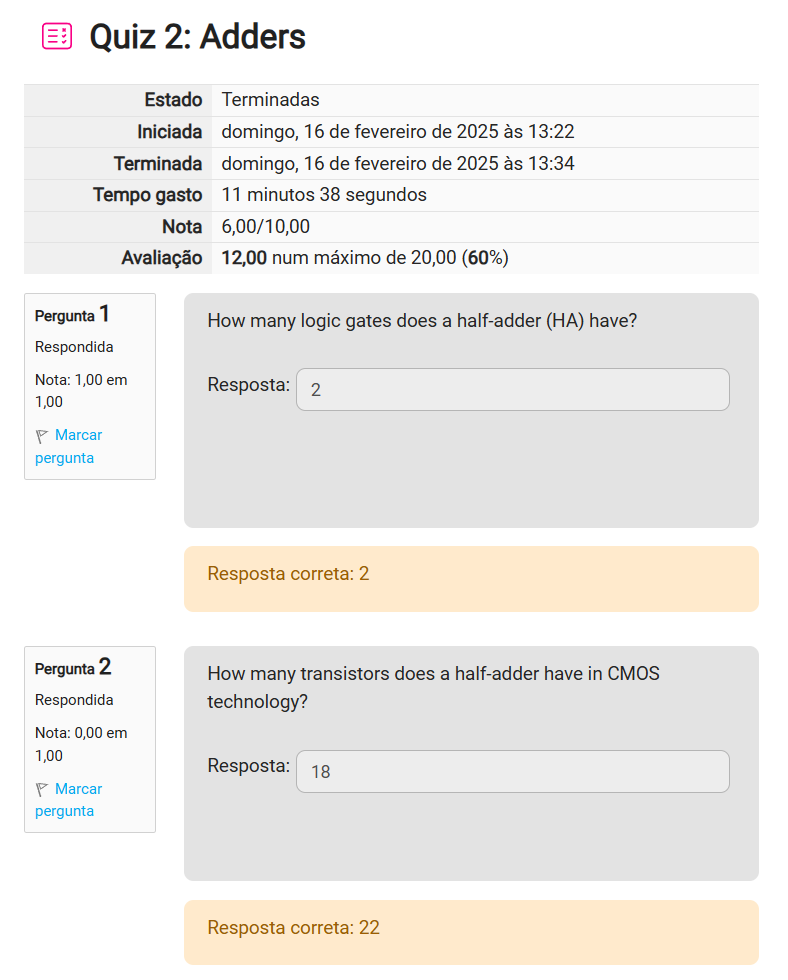 Quiz 2: Adders
Estado Terminadas
Iniciada domingo, 16 de fevereiro de 2025 às 13:22
Terminada domingo, 16 de fevereiro de 2025 às 13:34
Tempo gasto 11 minutos 38 segundos
Nota 6,00/10,00
Avaliação 12,00 num máximo de 20,00 (60%)
Pergunta 1
Respondida
Nota: 1,00 em
1,00
Marcar
pergunta
How many logic gates does a half-adder (HA) have?
Resposta: 2
Resposta correta: 2
Pergunta 2
Respondida
Nota: 0,00 em
1,00
Marcar
pergunta
How many transistors does a half-adder have in CMOS
technology?
Resposta: 18
Resposta correta: 22